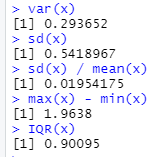 > var(x)
[1] 0.293652
> sd(x)
[1] 0.5418967
> sd(x) / mean(x)
[1] 0.01954175
> max(x) - min(x)
[1] 1.9638
> IQR(x)
[1] 0.90095